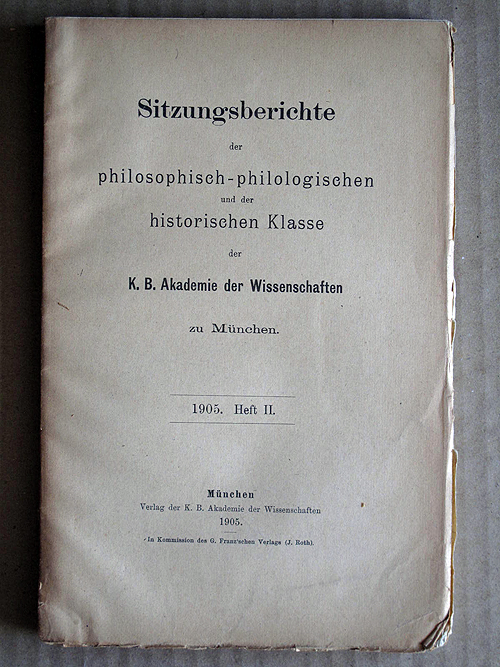 Sitzungsberichte
der
philosophisch-philologischen
und der
historischen Klasse
der
K. B. Akademie der Wissenschaften
zu München.
1905. Heft II.
München
Verlag der K. B. Akademie der Wissenschaften
1905.
In Kommission des G. Franz'schen Verlags (J. Roth).